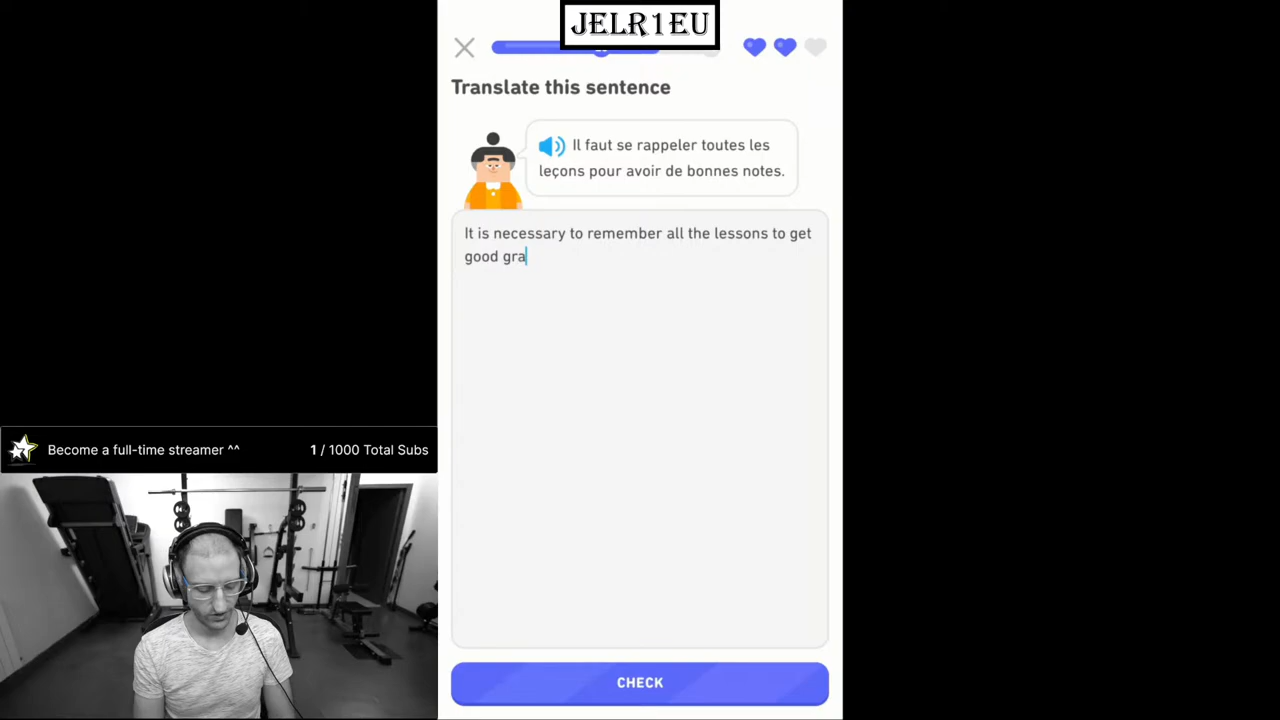 JELR1EU
Translate this sentence
Il faut se rappeler toutes les
leçons pour avoir de bonnes notes.
It is necessary to remember all the lessons to get
good gra
Become a full-time streamer ^^ 1 / 1000 Total Subs
CHECK